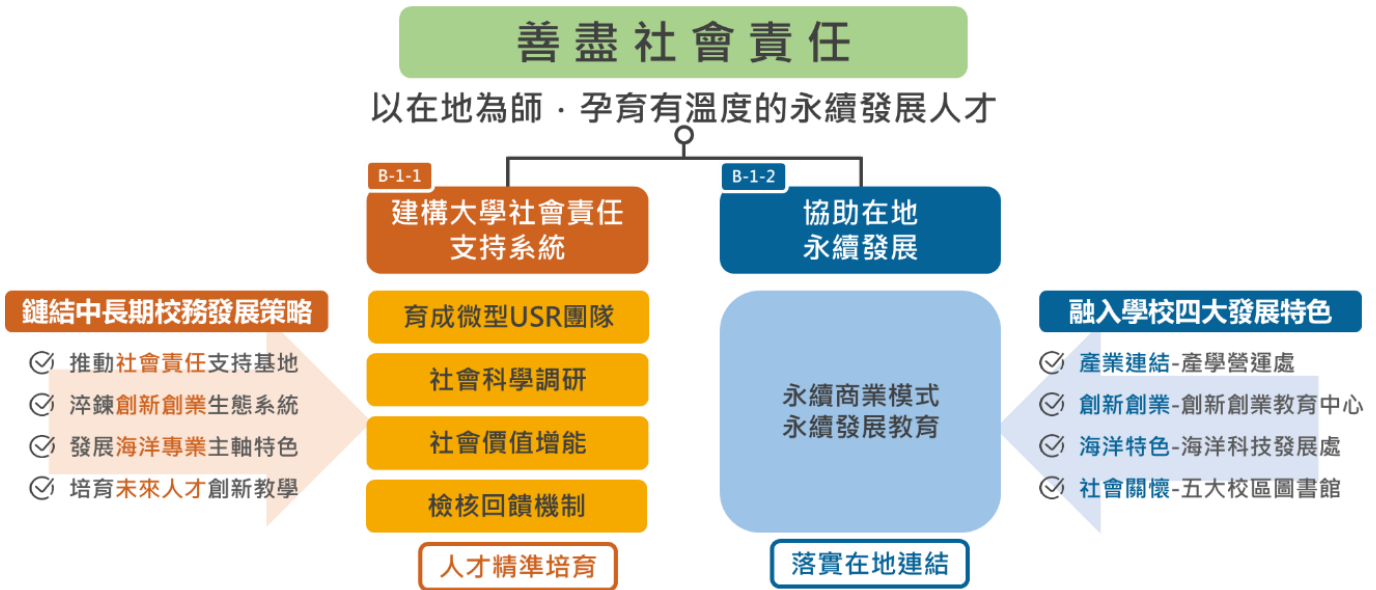 善盡社會責任
以在地為師．孕育有溫度的永續發展人才
B-1-1
建構大學社會責任
支持系統
B-1-2
協助在地
永續發展
鏈結中長期校務發展策略
推動社會責任支持基地
淬鍊創新創業生態系統
發展海洋專業主軸特色
培育未來人才創新教學
育成微型USR團隊
社會科學調研
社會價值增能
檢核回饋機制
人才精準培育
永續商業模式
永續發展教育
落實在地連結
融入學校四大發展特色
產業連結-產學營運處
創新創業-創新創業教育中心
海洋特色-海洋科技發展處
社會關懷-五大校區圖書館